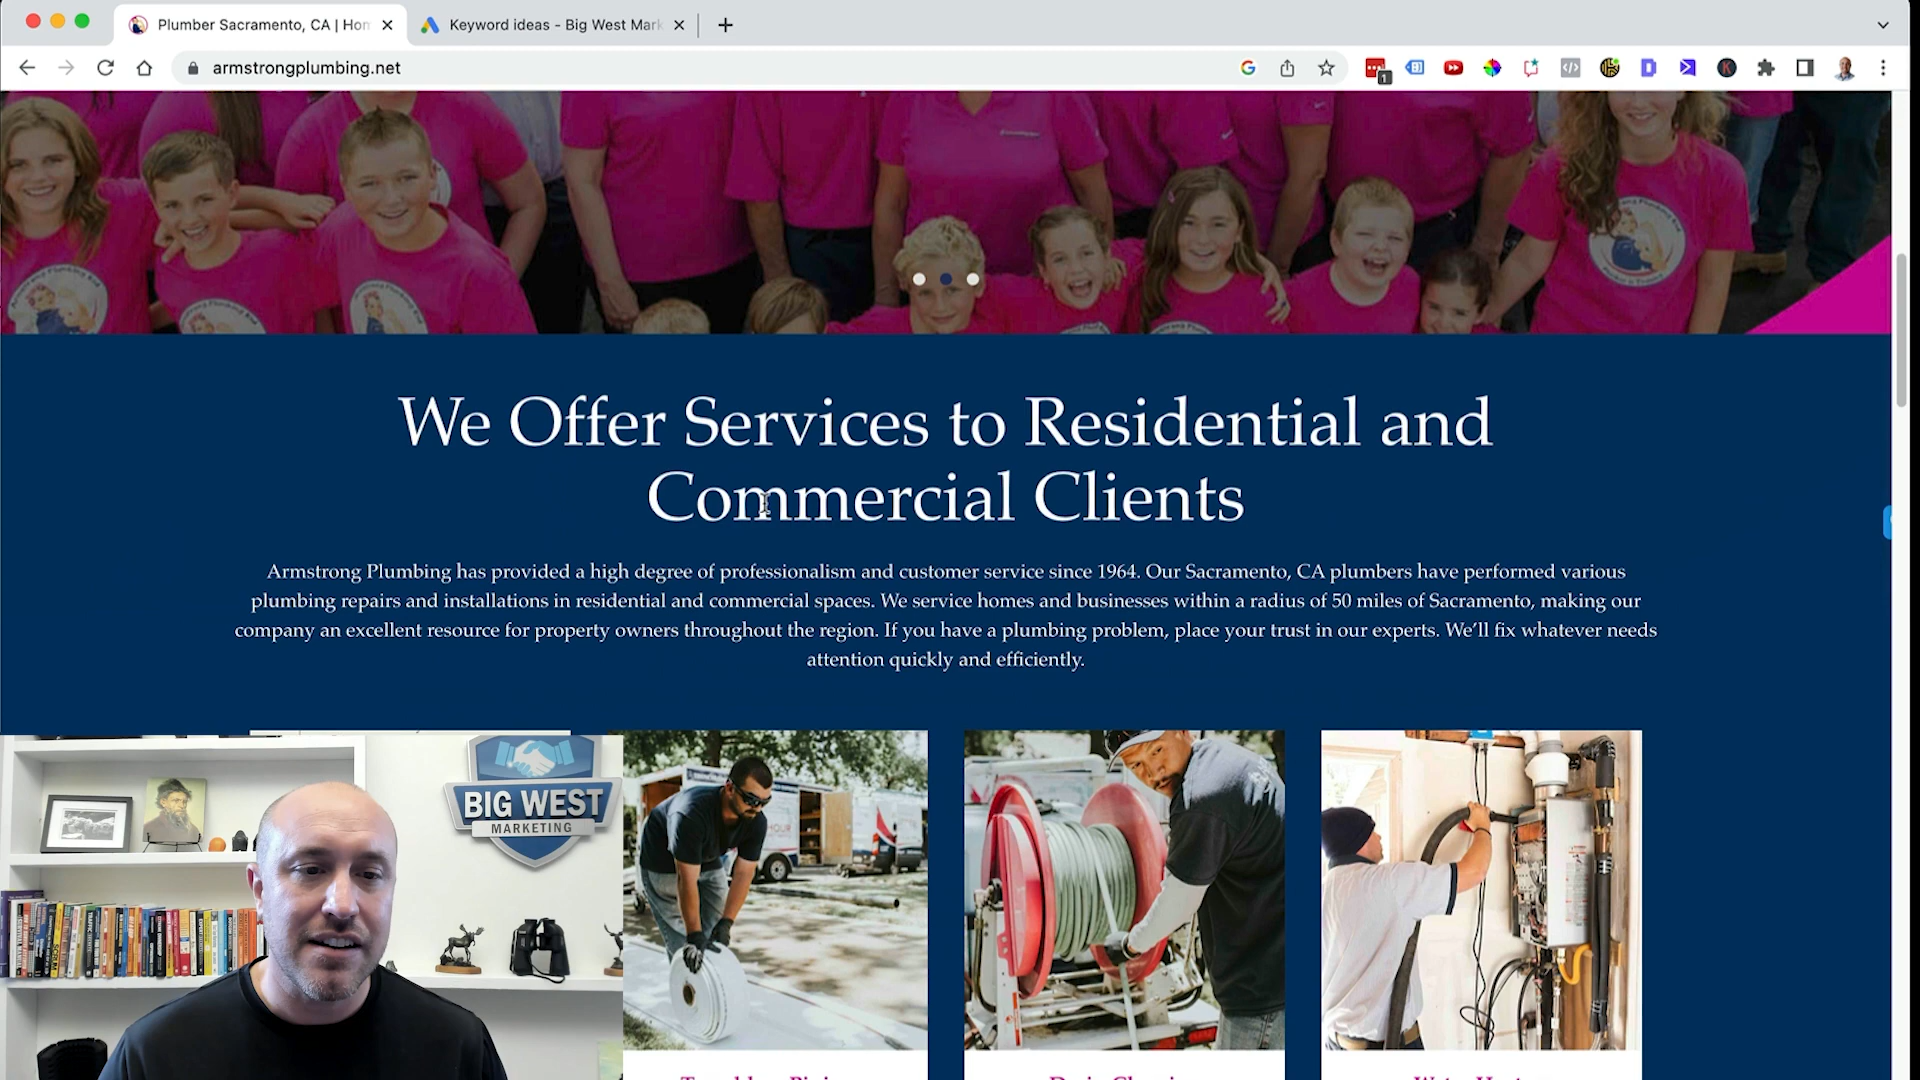 Plumber Sacramento, CA | Hom
Keyword ideas - Big West Mark
armstrongplumbing.net
1
We Offer Services to Residential and
Commercial Clients
Armstrong Plumbing has provided a high degree of professionalism and customer service since 1964. Our Sacramento, CA plumbers have performed various
plumbing repairs and installations in residential and commercial spaces. We service homes and businesses within a radius of 50 miles of Sacramento, making our
company an excellent resource for property owners throughout the region. If you have a plumbing problem, place your trust in our experts. We’ll fix whatever needs
attention quickly and efficiently.
BIG WEST
MARKETING